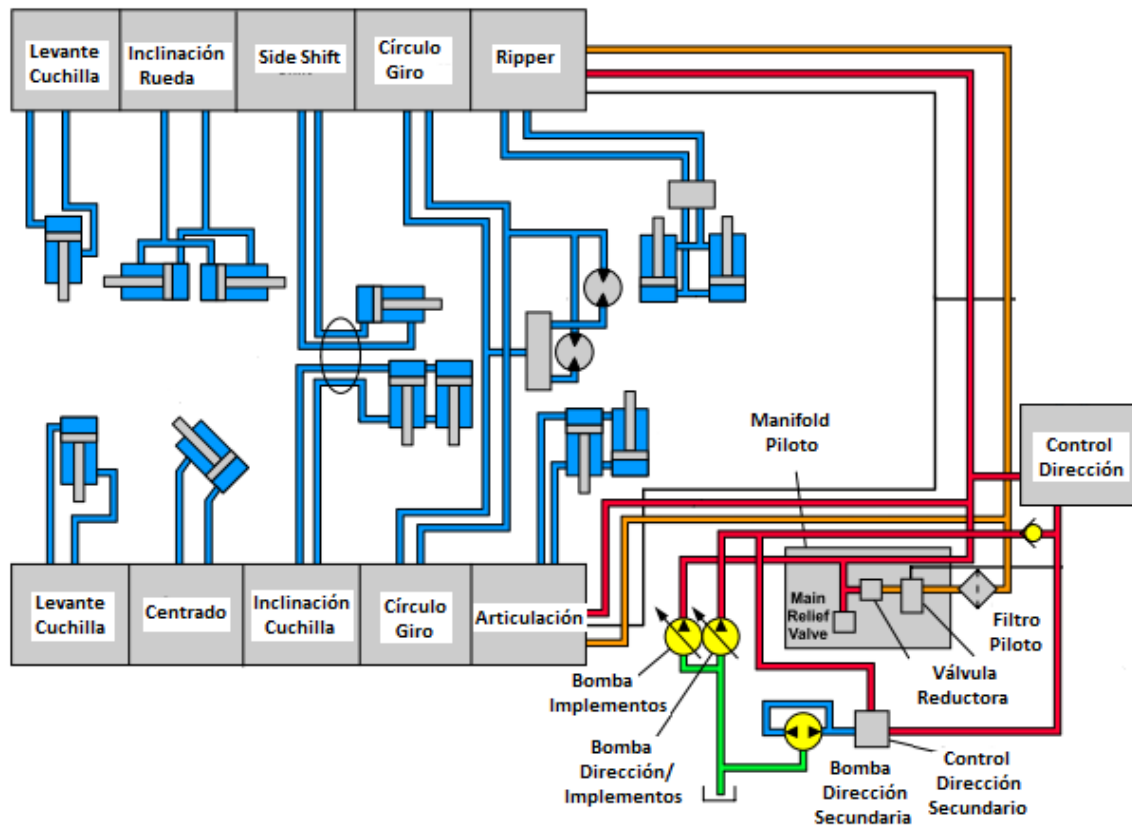 Levante
Cuchilla
Inclinación
Rueda
Side Shift
Círculo
Giro
Ripper
Manifold
Piloto
Control
Dirección
Levante
Cuchilla
Centrado
Inclinación
Cuchilla
Círculo
Giro
Articulación
Main
Relief
Valve
Filtro
Piloto
Válvula
Reductora
Bomba
Implementos
Bomba
Dirección/
Implementos
Bomba
Dirección
Secundaria
Control
Dirección
Secundario